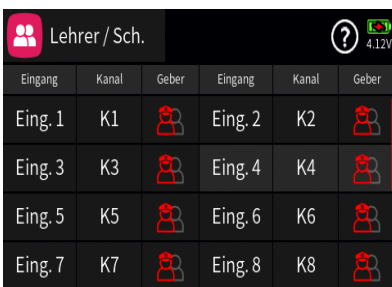 Lehrer / Sch.
?
4.12V
Eingang Kanal Geber Eingang Kanal Geber
Eing. 1 K1 Eing. 2 K2
Eing. 3 K3 Eing. 4 K4
Eing. 5 K5 Eing. 6 K6
Eing. 7 K7 Eing. 8 K8